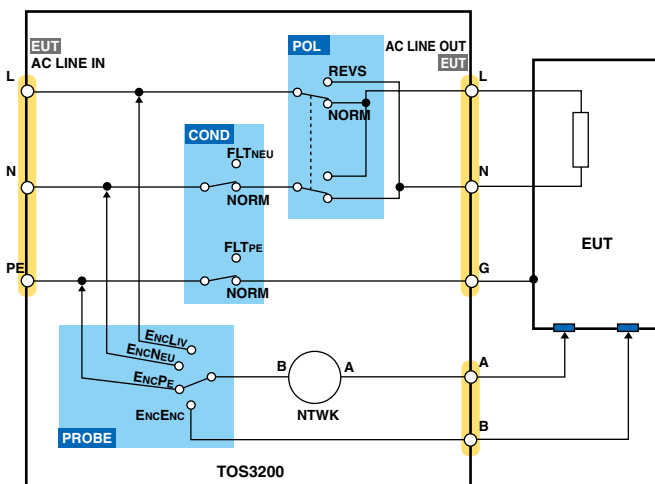 EUT
AC LINE IN
POL
AC LINE OUT
EUT
L
REVS
NORM
L
COND
FLTNEU
N
NORM
N
EUT
FLTPE
PE
NORM
G
ENCLIV
ENCNEU
ENCPE
B
A
A
NTWK
ENCENC
PROBE
B
TOS3200